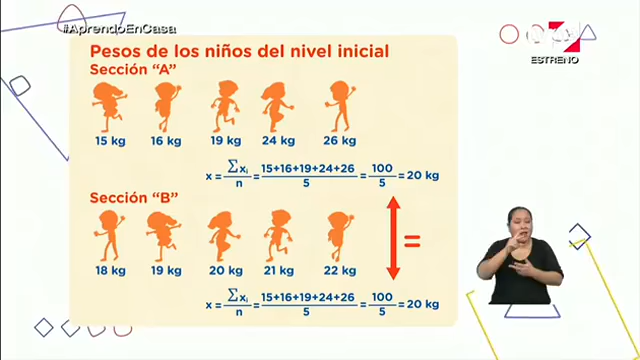 #AprendoEnCasa
ESTRENO
Pesos de los niños del nivel inicial
Sección "A"
15 kg 16 kg 19 kg 24 kg 26 kg
x = ∑xᵢ/n = 15+16+19+24+26/5 = 100/5 = 20 kg
Sección "B"
18 kg 19 kg 20 kg 21 kg 22 kg
=
x = ∑xᵢ/n = 15+16+19+24+26/5 = 100/5 = 20 kg